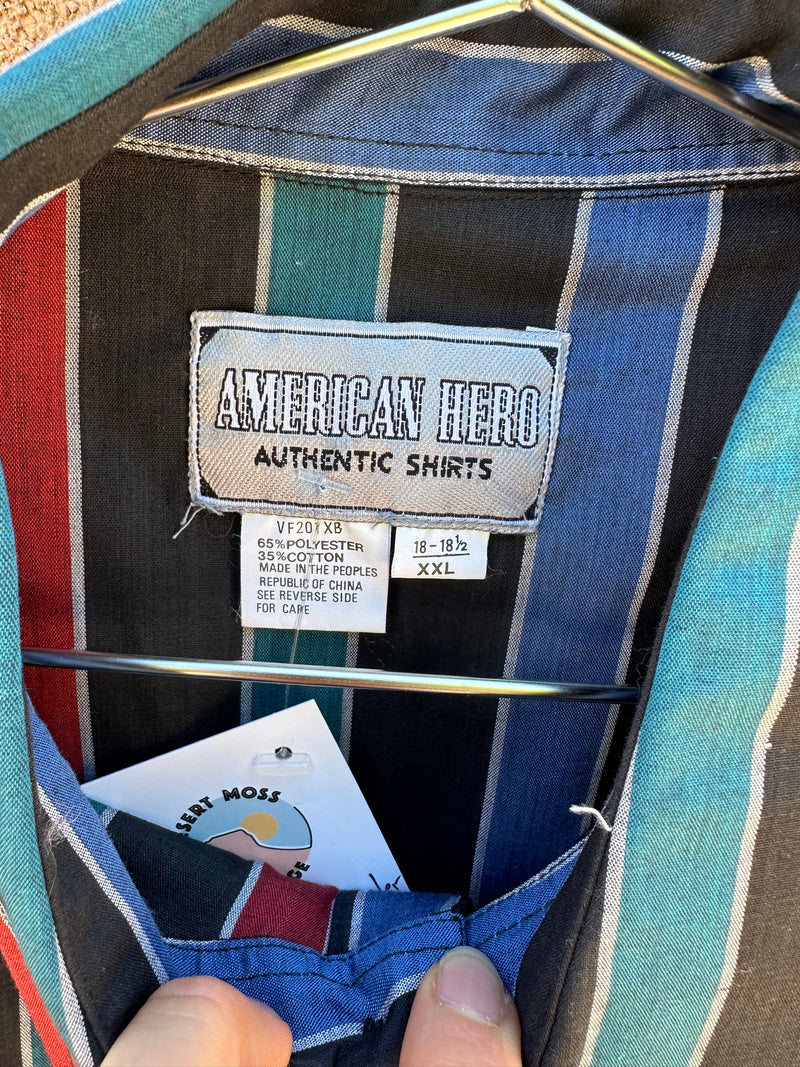 AMERICAN HERO
AUTHENTIC SHIRTS
VF201XB
65% POLYESTER
35% COTTON
MADE IN THE PEOPLES
REPUBLIC OF CHINA
SEE REVERSE SIDE
FOR CARE
18-18½
XXL
SERT MOSS
GE